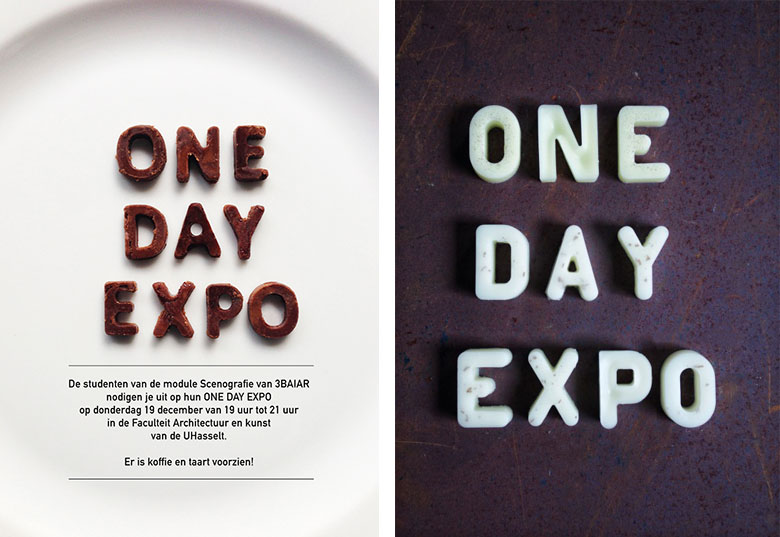 ONE
DAY
EXPO
De studenten van de module Scenografie van 3BAIAR
nodigen je uit op hun ONE DAY EXPO
op donderdag 19 december van 19 uur tot 21 uur
in de Faculteit Architectuur en kunst
van de UHasselt.
Er is koffie en taart voorzien!
ONE
DAY
EXPO